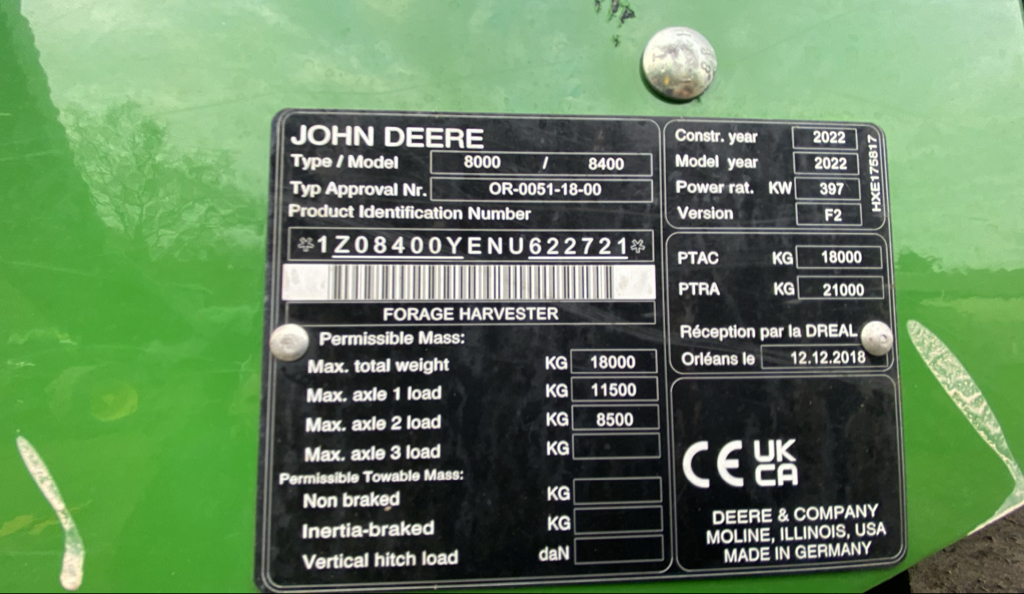 JOHN DEERE
Type / Model 8000 / 8400
Typ Approval Nr. OR-0051-18-00
Product Identification Number
*1Z08400YENU622721*
FORAGE HARVESTER
Permissible Mass:
Max. total weight KG 18000
Max. axle 1 load KG 11500
Max. axle 2 load KG 8500
Max. axle 3 load KG
Permissible Towable Mass:
Non braked KG
Inertia-braked KG
Vertical hitch load daN
Constr. year 2022
Model year 2022
Power rat. KW 397
Version F2
HXE175817
PTAC KG 18000
PTRA KG 21000
Réception par la DREAL
Orléans le 12.12.2018
CE UK
CA
DEERE & COMPANY
MOLINE, ILLINOIS, USA
MADE IN GERMANY